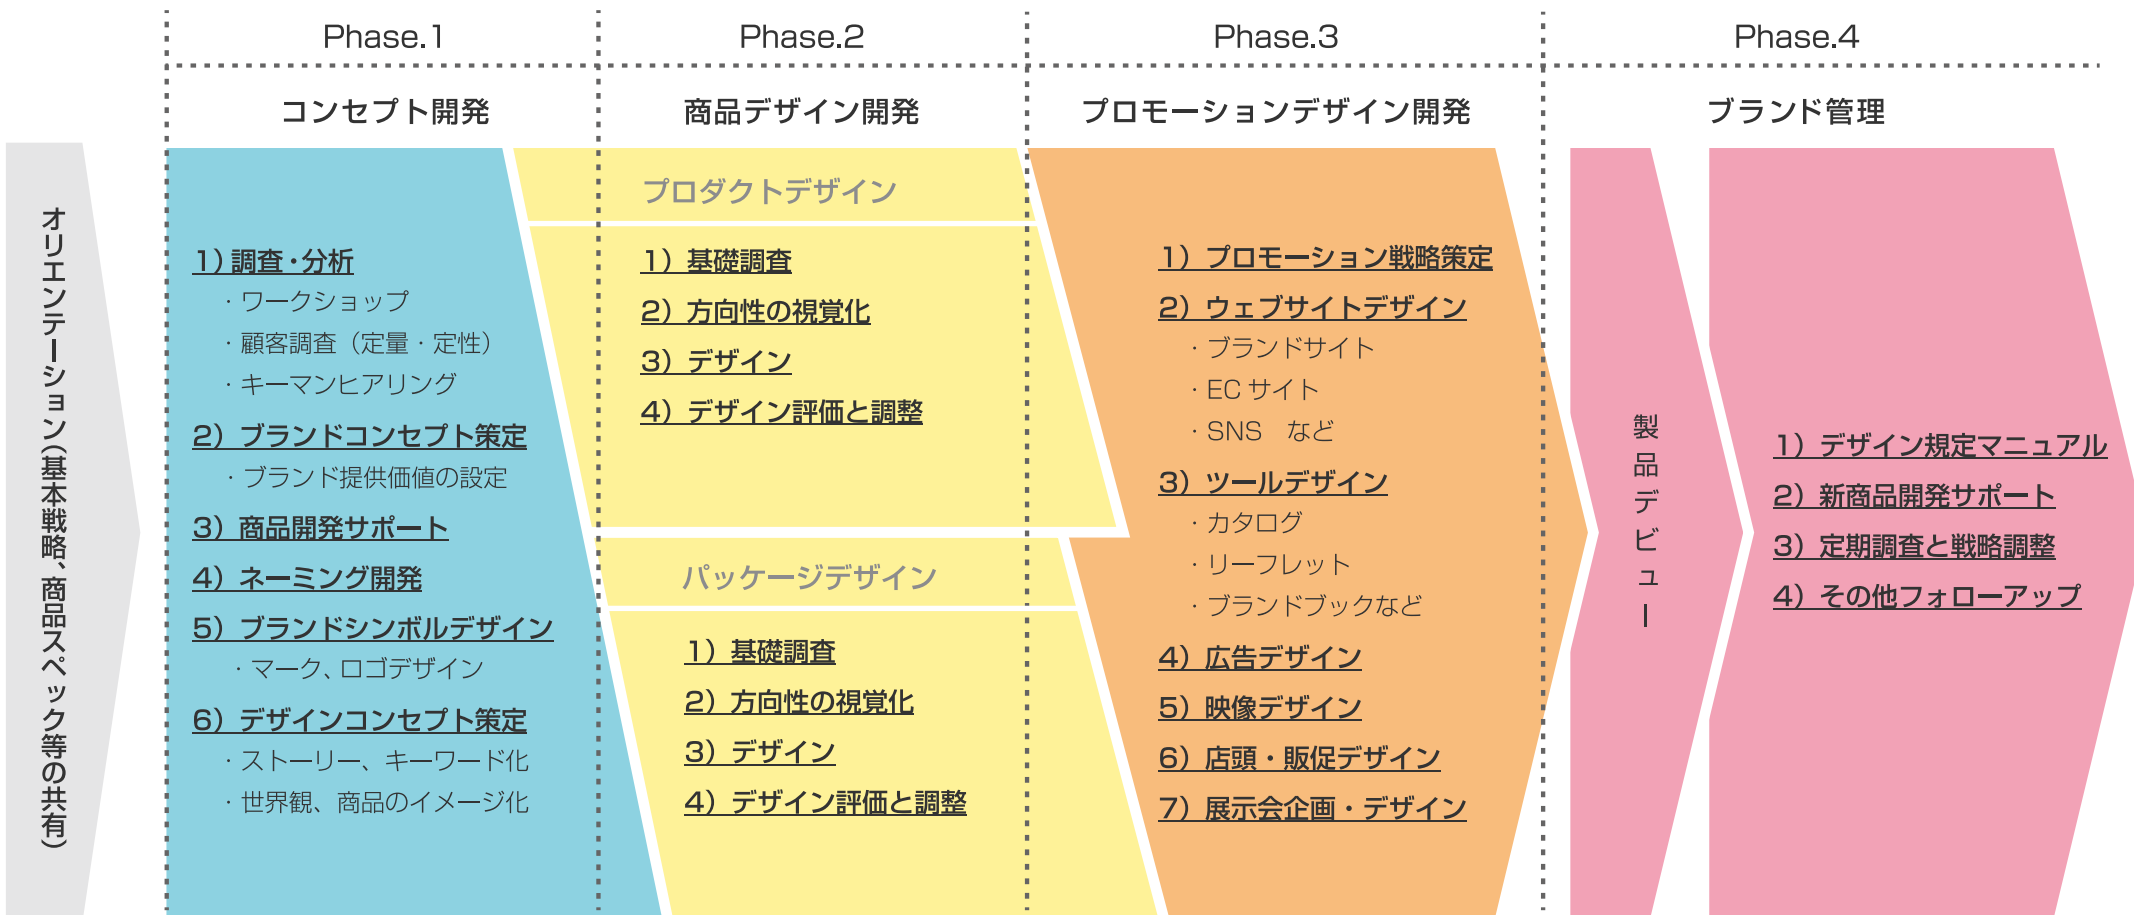 Phase.1
Phase.2
Phase.3
Phase.4
コンセプト開発
商品デザイン開発
プロモーションデザイン開発
ブランド管理
オリエンテーション(基本戦略、商品スペック等の共有)
1)調査・分析
・ワークショップ
・顧客調査（定量・定性）
・キーマンヒアリング
2）ブランドコンセプト策定
・ブランド提供価値の設定
3）商品開発サポート
4）ネーミング開発
5）ブランドシンボルデザイン
・マーク、ロゴデザイン
6）デザインコンセプト策定
・ストーリー、キーワード化
・世界観、商品のイメージ化
プロダクトデザイン
1）基礎調査
2）方向性の視覚化
3）デザイン
4）デザイン評価と調整
パッケージデザイン
1）基礎調査
2）方向性の視覚化
3）デザイン
4）デザイン評価と調整
1）プロモーション戦略策定
2）ウェブサイトデザイン
・ブランドサイト
・EC サイト
・SNS　など
3）ツールデザイン
・カタログ
・リーフレット
・ブランドブックなど
4）広告デザイン
5）映像デザイン
6）店頭・販促デザイン
7）展示会企画・デザイン
製品デビュー
1）デザイン規定マニュアル
2）新商品開発サポート
3）定期調査と戦略調整
4）その他フォローアップ